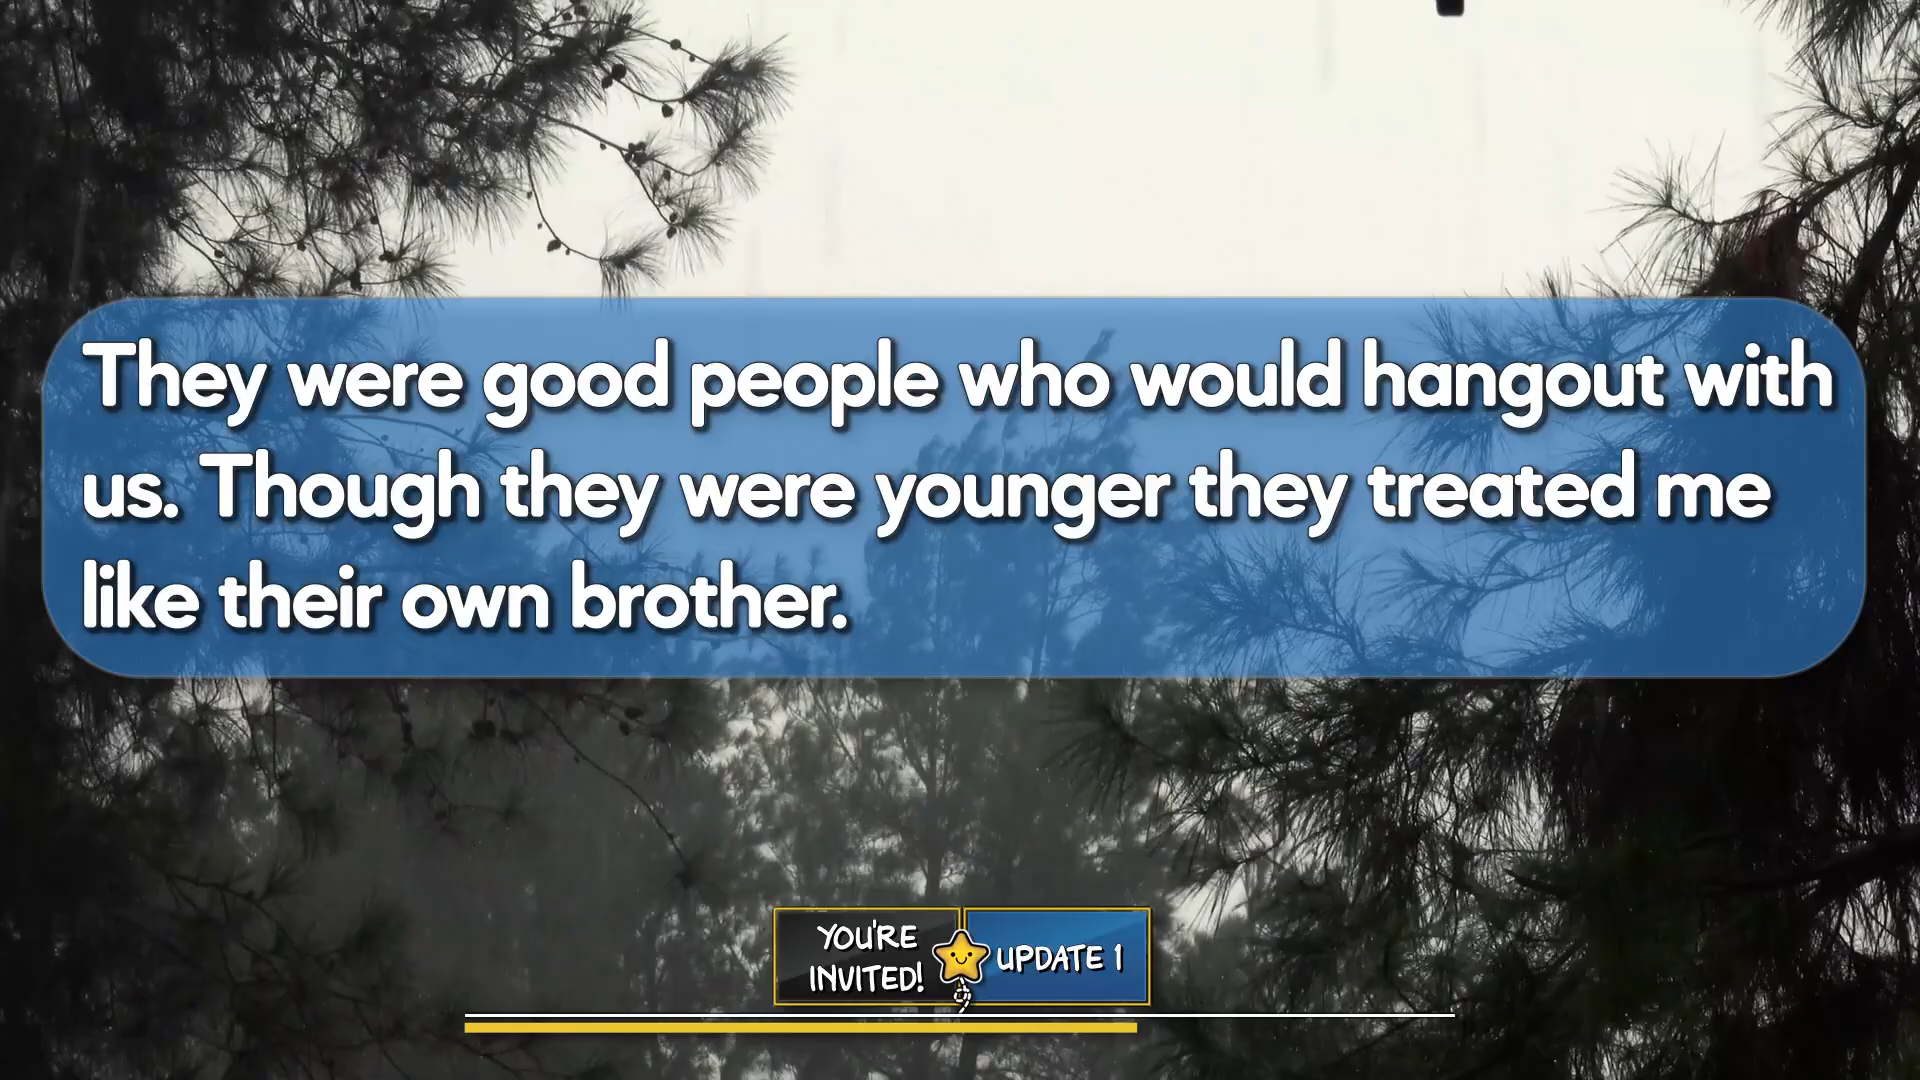 They were good people who would hangout with
us. Though they were younger they treated me
like their own brother.
YOU'RE
INVITED!
UPDATE 1